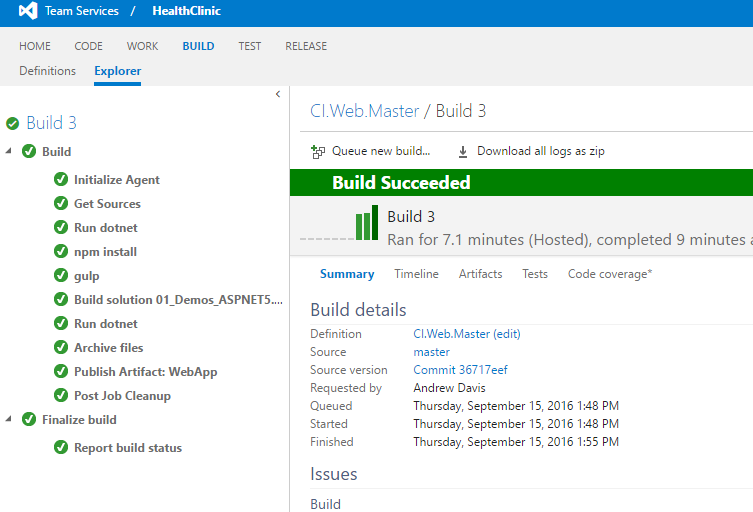 Team Services / HealthClinic
HOME CODE WORK BUILD TEST RELEASE
Definitions Explorer
Build 3
Build
Initialize Agent
Get Sources
Run dotnet
npm install
gulp
Build solution 01_Demos_ASPNET5....
Run dotnet
Archive files
Publish Artifact: WebApp
Post Job Cleanup
Finalize build
Report build status
CI.Web.Master / Build 3
Queue new build... Download all logs as zip
Build Succeeded
Build 3
Ran for 7.1 minutes (Hosted), completed 9 minutes a
Summary Timeline Artifacts Tests Code coverage*
Build details
Definition CI.Web.Master (edit)
Source master
Source version Commit 36717eef
Requested by Andrew Davis
Queued Thursday, September 15, 2016 1:48 PM
Started Thursday, September 15, 2016 1:48 PM
Finished Thursday, September 15, 2016 1:55 PM
Issues
Build